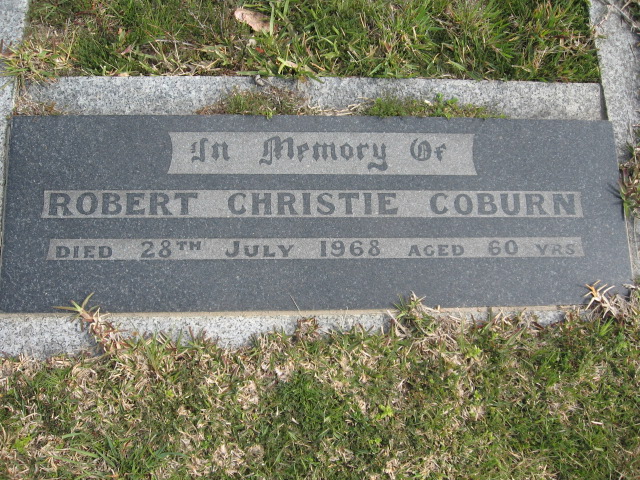 In Memory Of
ROBERT CHRISTIE COBURN
DIED 28TH JULY 1968 AGED 60 YRS